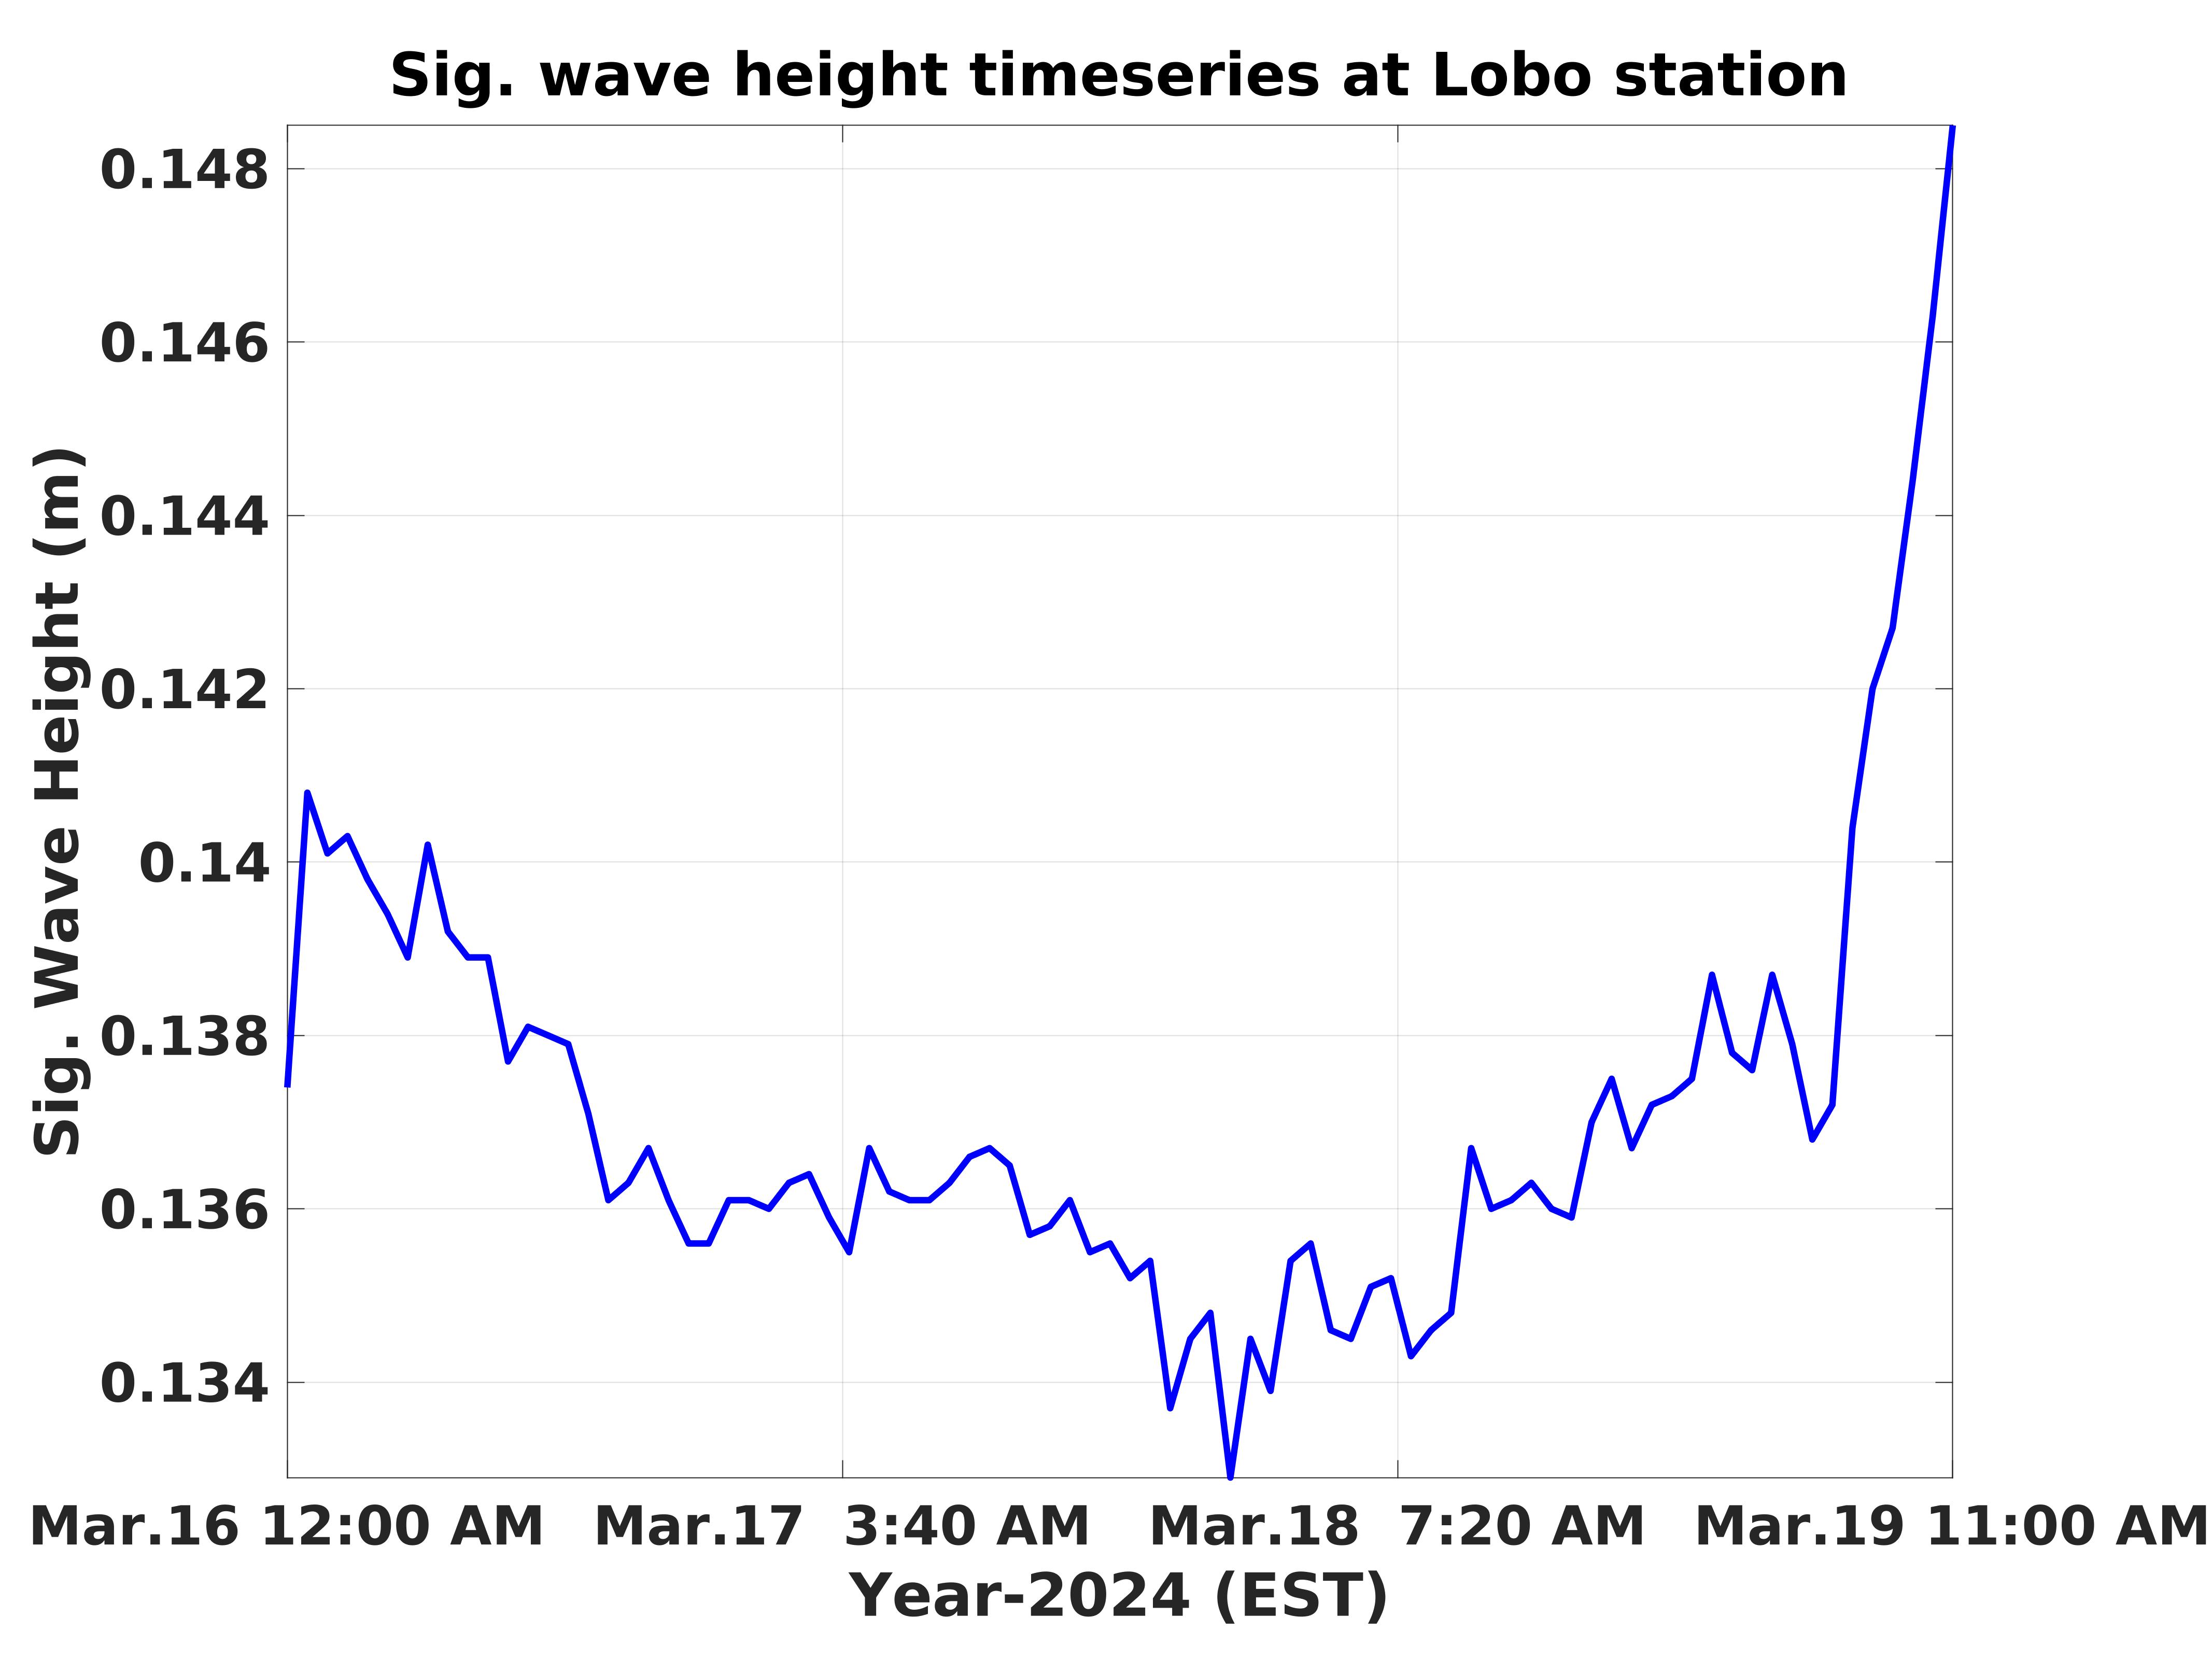 Sig. wave height timeseries at Lobo station
Sig. Wave Height (m)
0.148
0.146
0.144
0.142
0.14
0.138
0.136
0.134
Mar.16 12:00 AM Mar.17 3:40 AM Mar.18 7:20 AM Mar.19 11:00 AM
Year-2024 (EST)